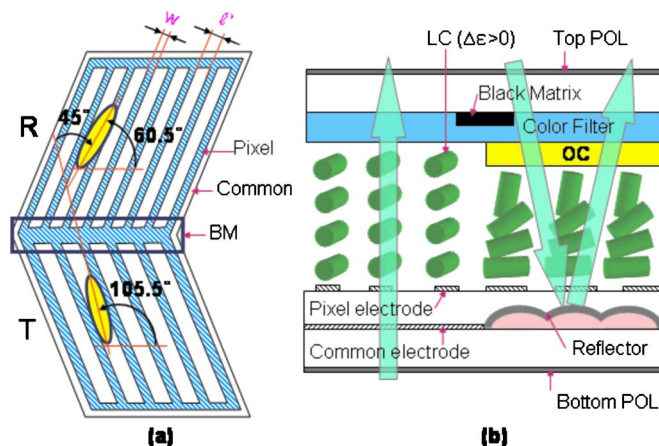 W
ℓ'
R
45°
60.5°
Pixel
Common
BM
T
105.5°
(a)
LC (Δε>0)
Top POL
Black Matrix
Color Filter
OC
Pixel electrode
Common electrode
Reflector
Bottom POL
(b)